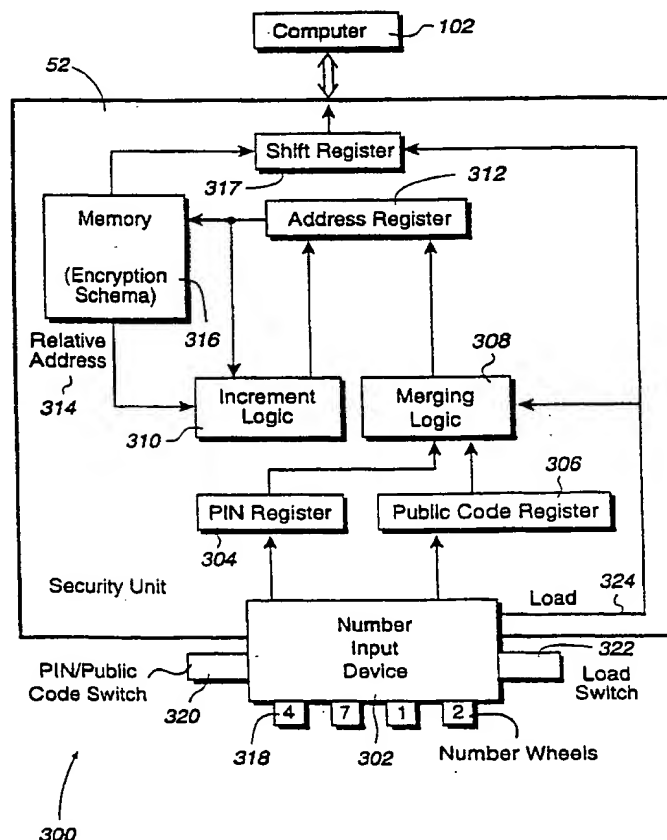 Computer
102
52
Shift Register
317
312
Memory
(Encryption
Schema)
Address Register
316
Relative
Address
314
308
Increment
Logic
310
Merging
Logic
306
PIN Register
304
Public Code Register
Security Unit
Load
324
Number
Input
Device
322
PIN/Public
Code Switch
320
Load
Switch
4 7 1 2
318
302
Number Wheels
300